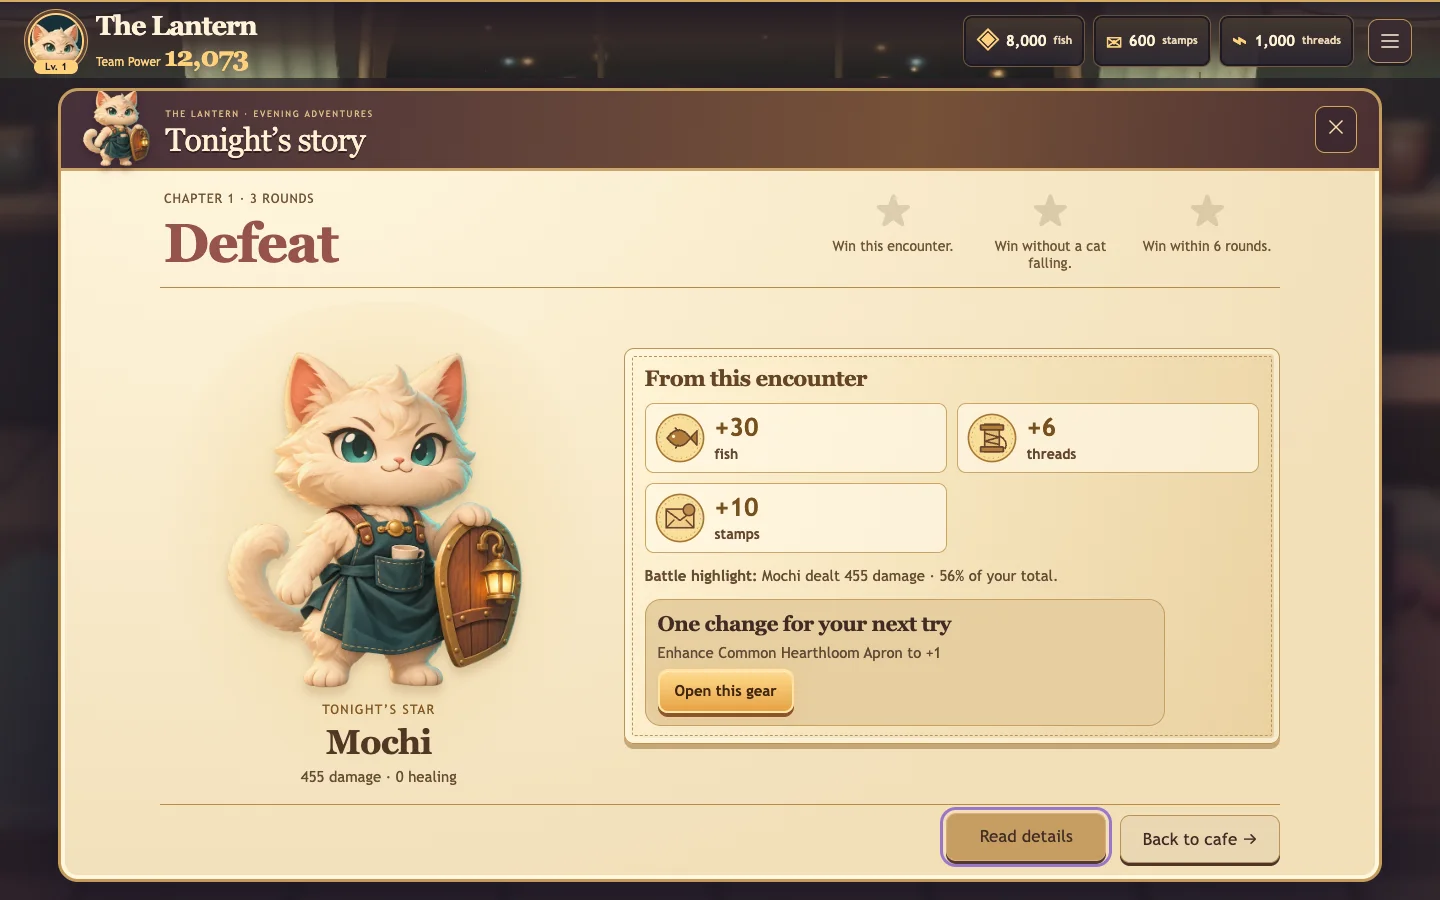 The Lantern
Team Power 12,073
Lv. 1
8,000 fish
600 stamps
1,000 threads
THE LANTERN · EVENING ADVENTURES
Tonight's story
CHAPTER 1 · 3 ROUNDS
Defeat
Win this encounter.
Win without a cat
falling.
Win within 6 rounds.
From this encounter
+30
fish
+6
threads
+10
stamps
Battle highlight: Mochi dealt 455 damage · 56% of your total.
One change for your next try
Enhance Common Hearthloom Apron to +1
Open this gear
TONIGHT'S STAR
Mochi
455 damage · 0 healing
Read details
Back to cafe →